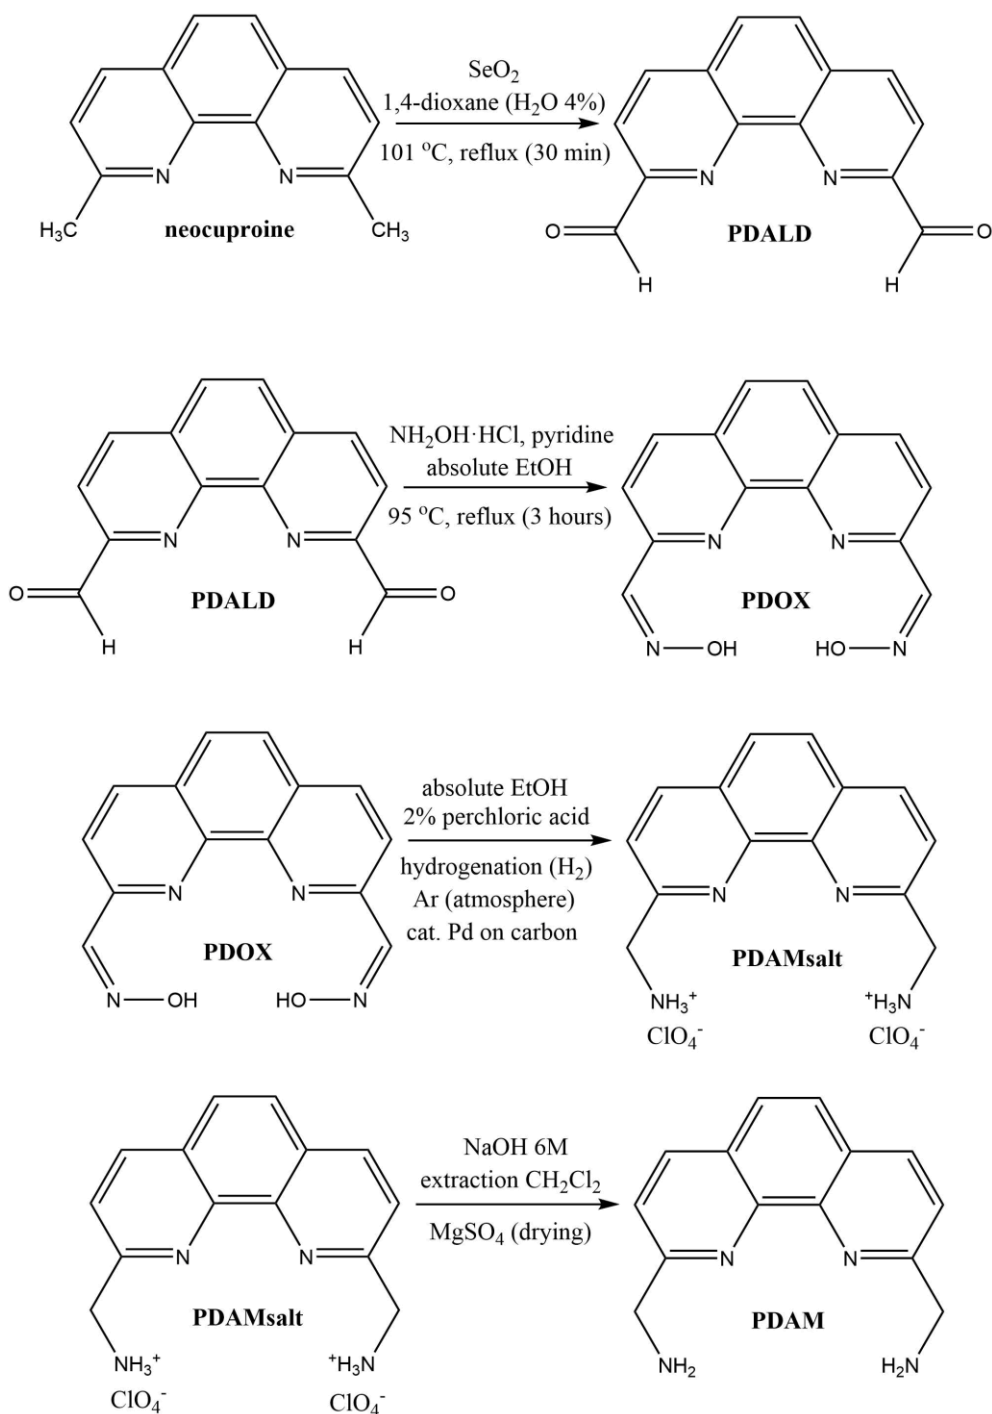 SeO₂
1,4-dioxane (H₂O 4%)
101 °C, reflux (30 min)
N N
N N
H₃C neocuproine CH₃
O PDALD O
H H
NH₂OH·HCl, pyridine
absolute EtOH
95 °C, reflux (3 hours)
N N
N N
O PDALD O
PDOX
H H
N OH HO N
absolute EtOH
2% perchloric acid
hydrogenation (H₂)
Ar (atmosphere)
cat. Pd on carbon
N N
N N
PDOX
PDAMsalt
N OH HO N
NH₃⁺ ⁺H₃N
ClO₄⁻ ClO₄⁻
NaOH 6M
extraction CH₂Cl₂
MgSO₄ (drying)
N N
N N
PDAMsalt
PDAM
NH₃⁺ ⁺H₃N
NH₂ H₂N
ClO₄⁻ ClO₄⁻